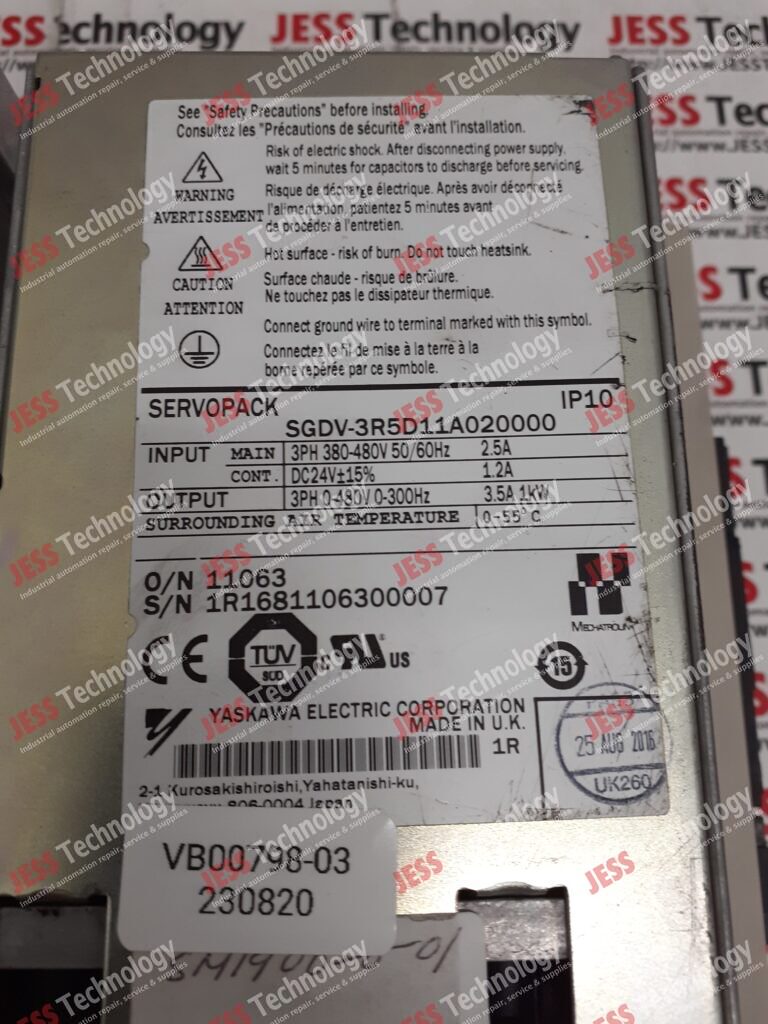 See "Safety Precautions" before installing.
Consultez les "Précautions de sécurité" avant l'installation.
Risk of electric shock. After disconnecting power supply,
wait 5 minutes for capacitors to discharge before servicing.
WARNING
AVERTISSEMENT
Risque de décharge électrique. Après avoir déconnecté
l'alimentation, patientez 5 minutes avant
de procéder à l'entretien.
Hot surface - risk of burn. Do not touch heatsink.
CAUTION
ATTENTION
Surface chaude - risque de brûlure.
Ne touchez pas le dissipateur thermique.
Connect ground wire to terminal marked with this symbol.
Connectez le fil de mise à la terre à la
borne repérée par ce symbole.
SERVOPACK IP10
SGDV-3R5D11A020000
INPUT MAIN 3PH 380-480V 50/60Hz 2.5A
CONT. DC24V±15% 1.2A
OUTPUT 3PH 0-480V 0-300Hz 3.5A 1kW
SURROUNDING AIR TEMPERATURE 0-55°C
O/N 11063
S/N 1R1681106300007
MECHATROLINK
CE TÜV SÜD c UL US 15
YASKAWA ELECTRIC CORPORATION
MADE IN U.K.
1R
25 AUG 2016
UK260
2-1 Kurosakishiroishi, Yahatanishi-ku,
806-0004 Japan
VB00798-03
230820
JESS Technology
Industrial automation repair, service & supplies